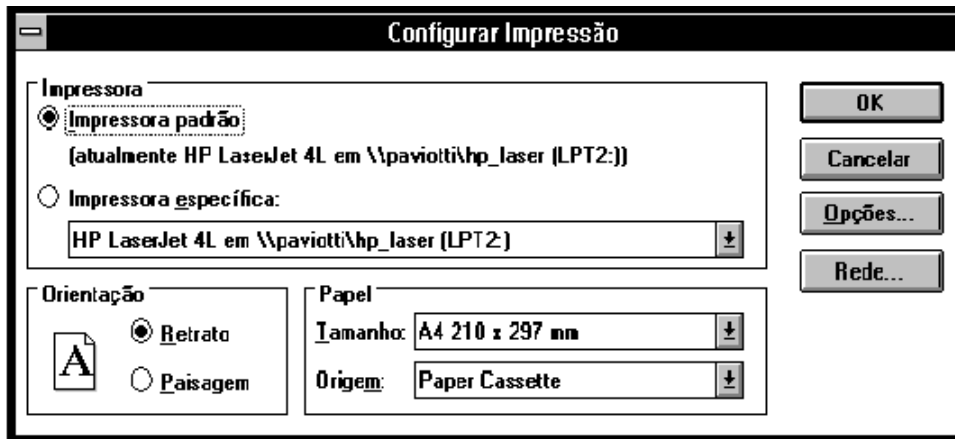 Configurar Impressão
Impressora
Impressora padrão
(atualmente HP LaserJet 4L em \\paviotti\hp_laser (LPT2:))
Impressora específica:
HP LaserJet 4L em \\paviotti\hp_laser (LPT2:)
OK
Cancelar
Opções...
Rede...
Orientação
A
Retrato
Paisagem
Papel
Tamanho: A4 210 x 297 mm
Origem: Paper Cassette